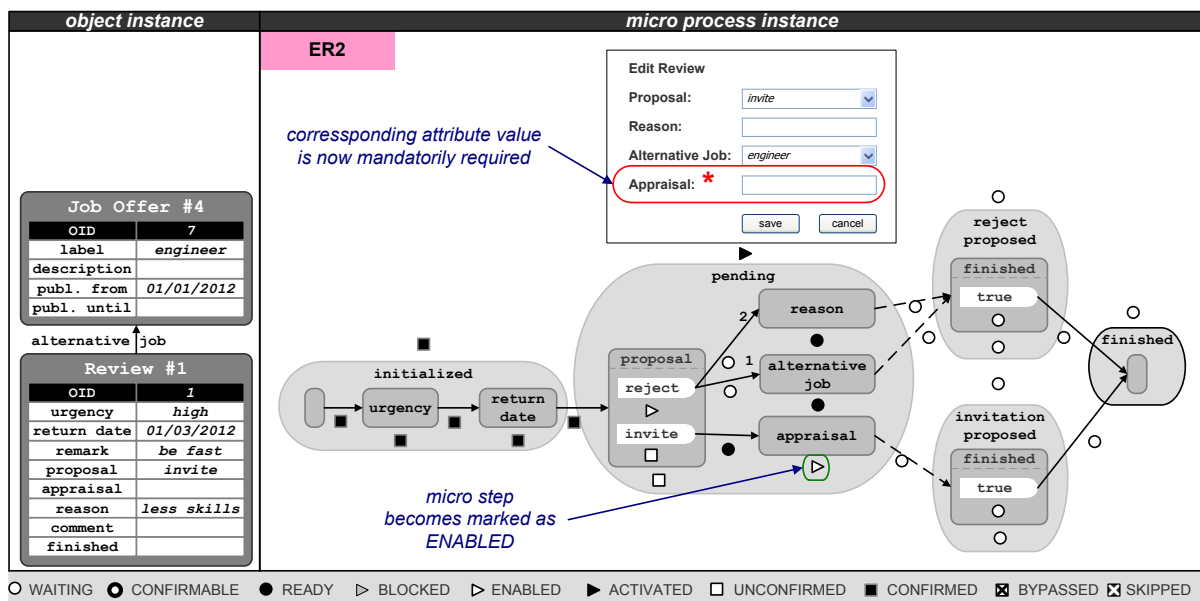 object instance
micro process instance
ER2
Edit Review
Proposal: invite
Reason:
Alternative Job: engineer
Appraisal: *
save cancel
corressponding attribute value
is now mandatorily required
Job Offer #4
OID 7
label engineer
description
publ. from 01/01/2012
publ. until
alternative job
Review #1
OID 1
urgency high
return date 01/03/2012
remark be fast
proposal invite
appraisal
reason less skills
comment
finished
initialized
urgency
return
date
pending
proposal
reject
invite
2
1
reason
alternative
job
appraisal
micro step
becomes marked as
ENABLED
reject
proposed
finished
true
invitation
proposed
finished
true
finished
WAITING CONFIRMABLE READY BLOCKED ENABLED ACTIVATED UNCONFIRMED CONFIRMED BYPASSED SKIPPED